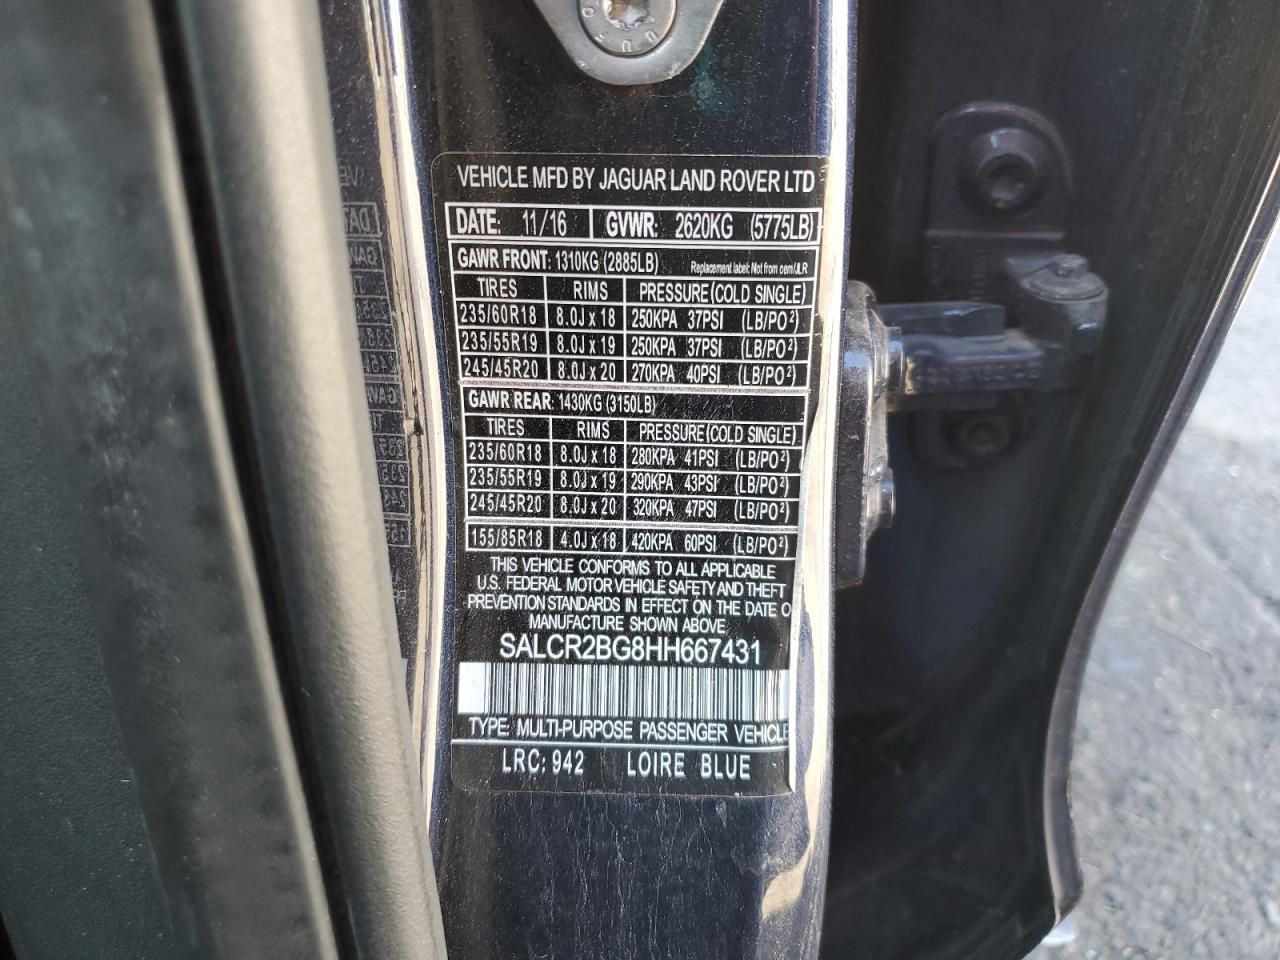 VEHICLE MFD BY JAGUAR LAND ROVER LTD
DATE: 11/16 GVWR: 2620KG (5775LB)
GAWR FRONT: 1310KG (2885LB) Replacement label: Not from oem/JLR
TIRES RIMS PRESSURE (COLD SINGLE)
235/60R18 8.0J x 18 250KPA 37PSI (LB/PO²)
235/55R19 8.0J x 19 250KPA 37PSI (LB/PO²)
245/45R20 8.0J x 20 270KPA 40PSI (LB/PO²)
GAWR REAR: 1430KG (3150LB)
TIRES RIMS PRESSURE (COLD SINGLE)
235/60R18 8.0J x 18 280KPA 41PSI (LB/PO²)
235/55R19 8.0J x 19 290KPA 43PSI (LB/PO²)
245/45R20 8.0J x 20 320KPA 47PSI (LB/PO²)
155/85R18 4.0J x 18 420KPA 60PSI (LB/PO²)
THIS VEHICLE CONFORMS TO ALL APPLICABLE
U.S. FEDERAL MOTOR VEHICLE SAFETY AND THEFT
PREVENTION STANDARDS IN EFFECT ON THE DATE O
MANUFACTURE SHOWN ABOVE.
SALCR2BG8HH667431
TYPE: MULTI-PURPOSE PASSENGER VEHICLE
LRC: 942 LOIRE BLUE